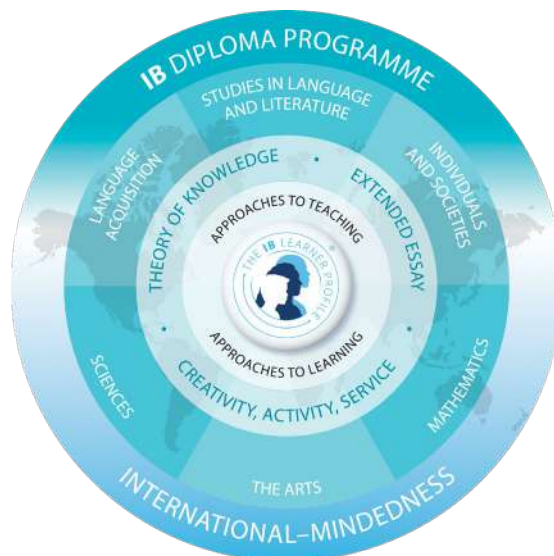 IB DIPLOMA PROGRAMME
STUDIES IN LANGUAGE
AND LITERATURE
LANGUAGE
ACQUISITION
INDIVIDUALS
AND SOCIETIES
THEORY OF KNOWLEDGE
•
EXTENDED ESSAY
•
APPROACHES TO TEACHING
THE IB LEARNER PROFILE
®
APPROACHES TO LEARNING
•
CREATIVITY, ACTIVITY, SERVICE
SCIENCES
MATHEMATICS
THE ARTS
INTERNATIONAL–MINDEDNESS